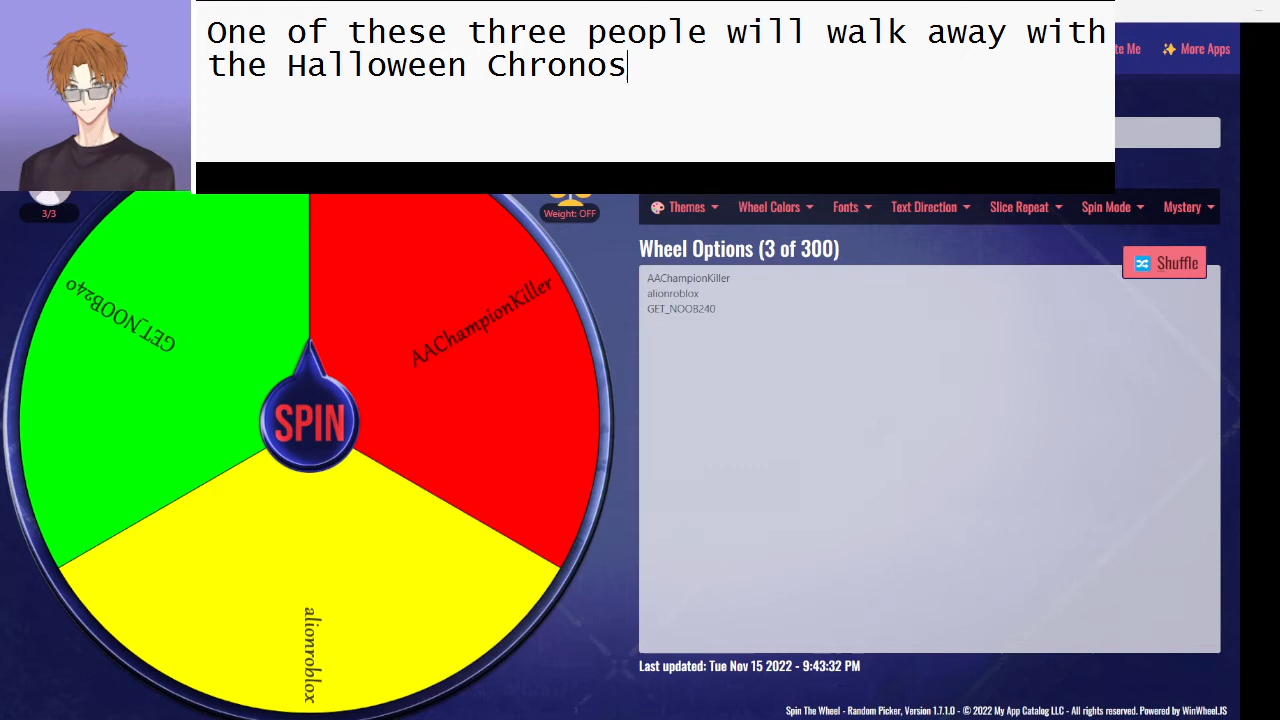 One of these three people will walk away with
the Halloween Chronos
te Me
✨ More Apps
3/3
Weight: OFF
Themes
Wheel Colors
Fonts
Text Direction
Slice Repeat
Spin Mode
Mystery
Wheel Options (3 of 300)
Shuffle
AAChampionKiller
alionroblox
GET_NOOB240
GET_NOOB240
AAChampionKiller
SPIN
alionroblox
Last updated: Tue Nov 15 2022 - 9:43:32 PM
Spin The Wheel - Random Picker, Version 1.7.1.0 - © 2022 My App Catalog LLC - All rights reserved. Powered by WinWheel.JS